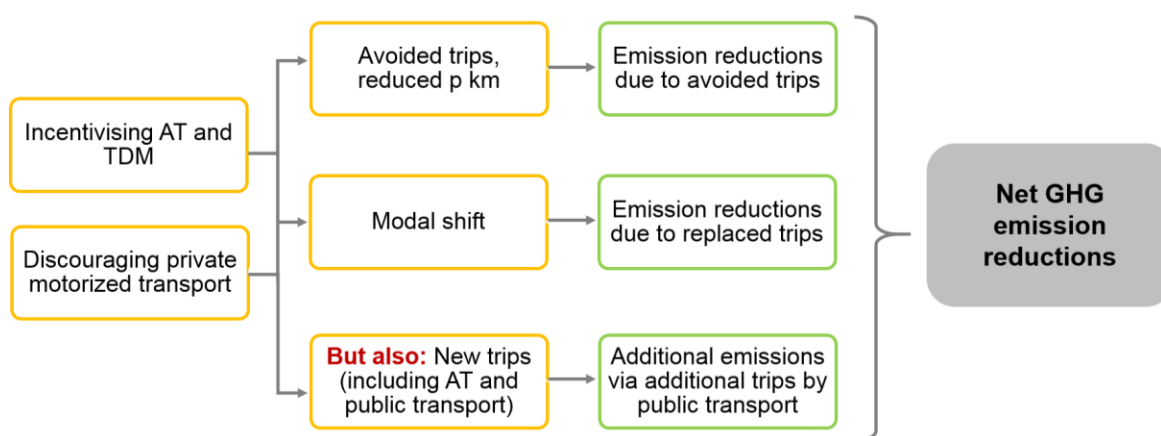 Incentivising AT and
TDM
Discouraging private
motorized transport
Avoided trips,
reduced p km
Emission reductions
due to avoided trips
Modal shift
Emission reductions
due to replaced trips
But also: New trips
(including AT and
public transport)
Additional emissions
via additional trips by
public transport
Net GHG
emission
reductions